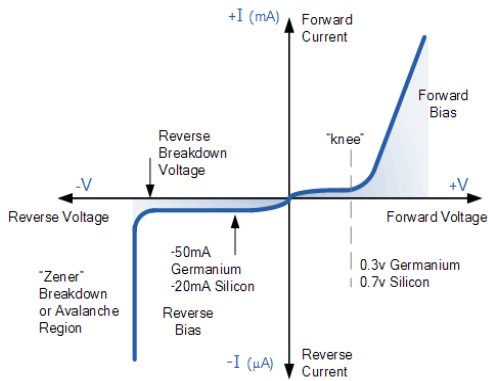 +I (mA)
Forward
Current
Forward
Bias
"knee"
Reverse
Breakdown
Voltage
-V
+V
Reverse Voltage
Forward Voltage
-50mA
Germanium
-20mA Silicon
0.3v Germanium
0.7v Silicon
"Zener"
Breakdown
or Avalanche
Region
Reverse
Bias
-I (μA)
Reverse
Current